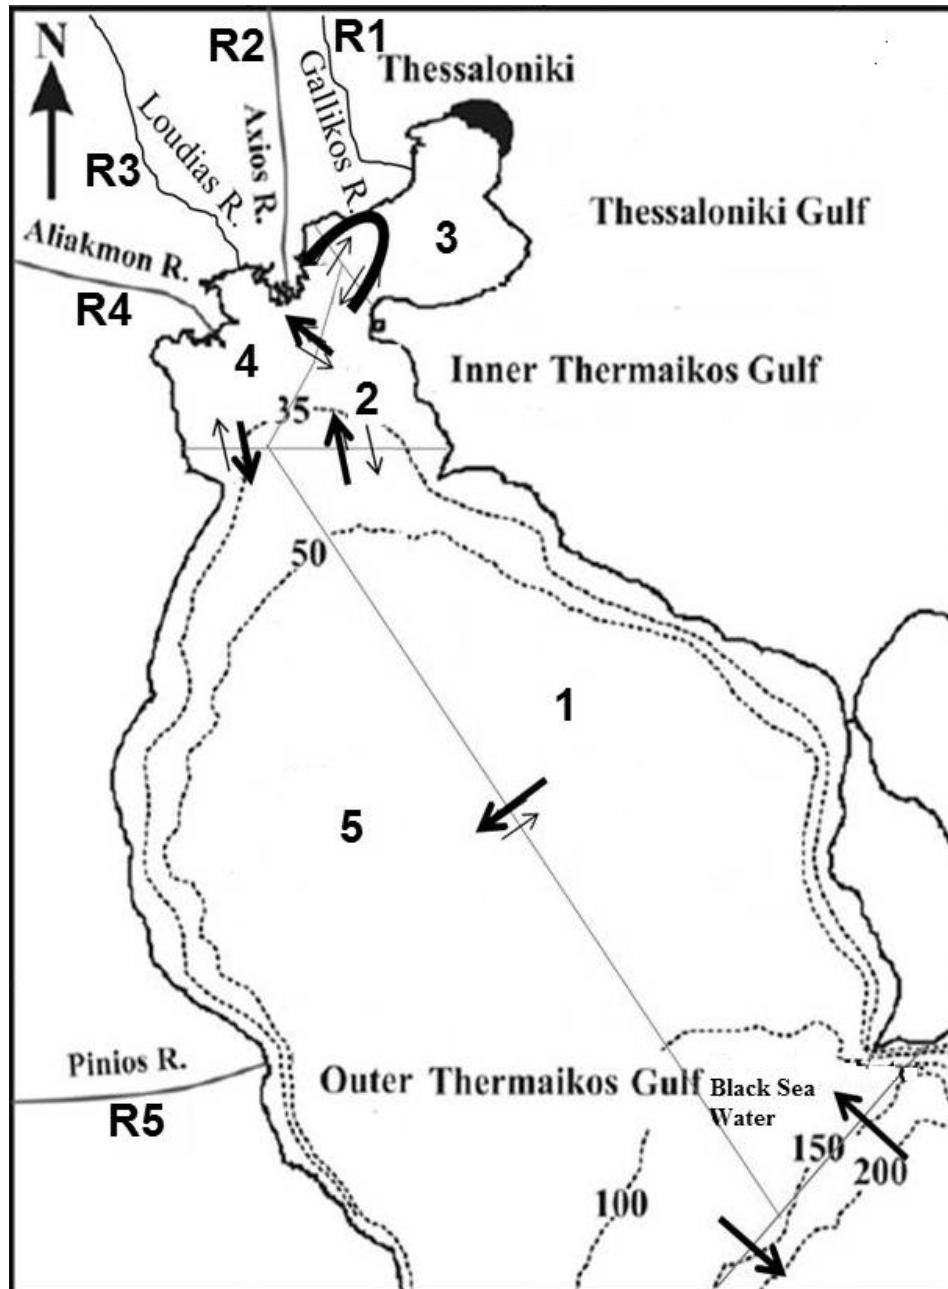 N
R2
R1
Thessaloniki
Gallikos R.
Axios R.
Loudias R.
R3
Thessaloniki Gulf
3
Aliakmon R.
R4
4
Inner Thermaikos Gulf
2
35
50
1
5
Pinios R.
R5
Outer Thermaikos Gulf
Black Sea
Water
150
200
100